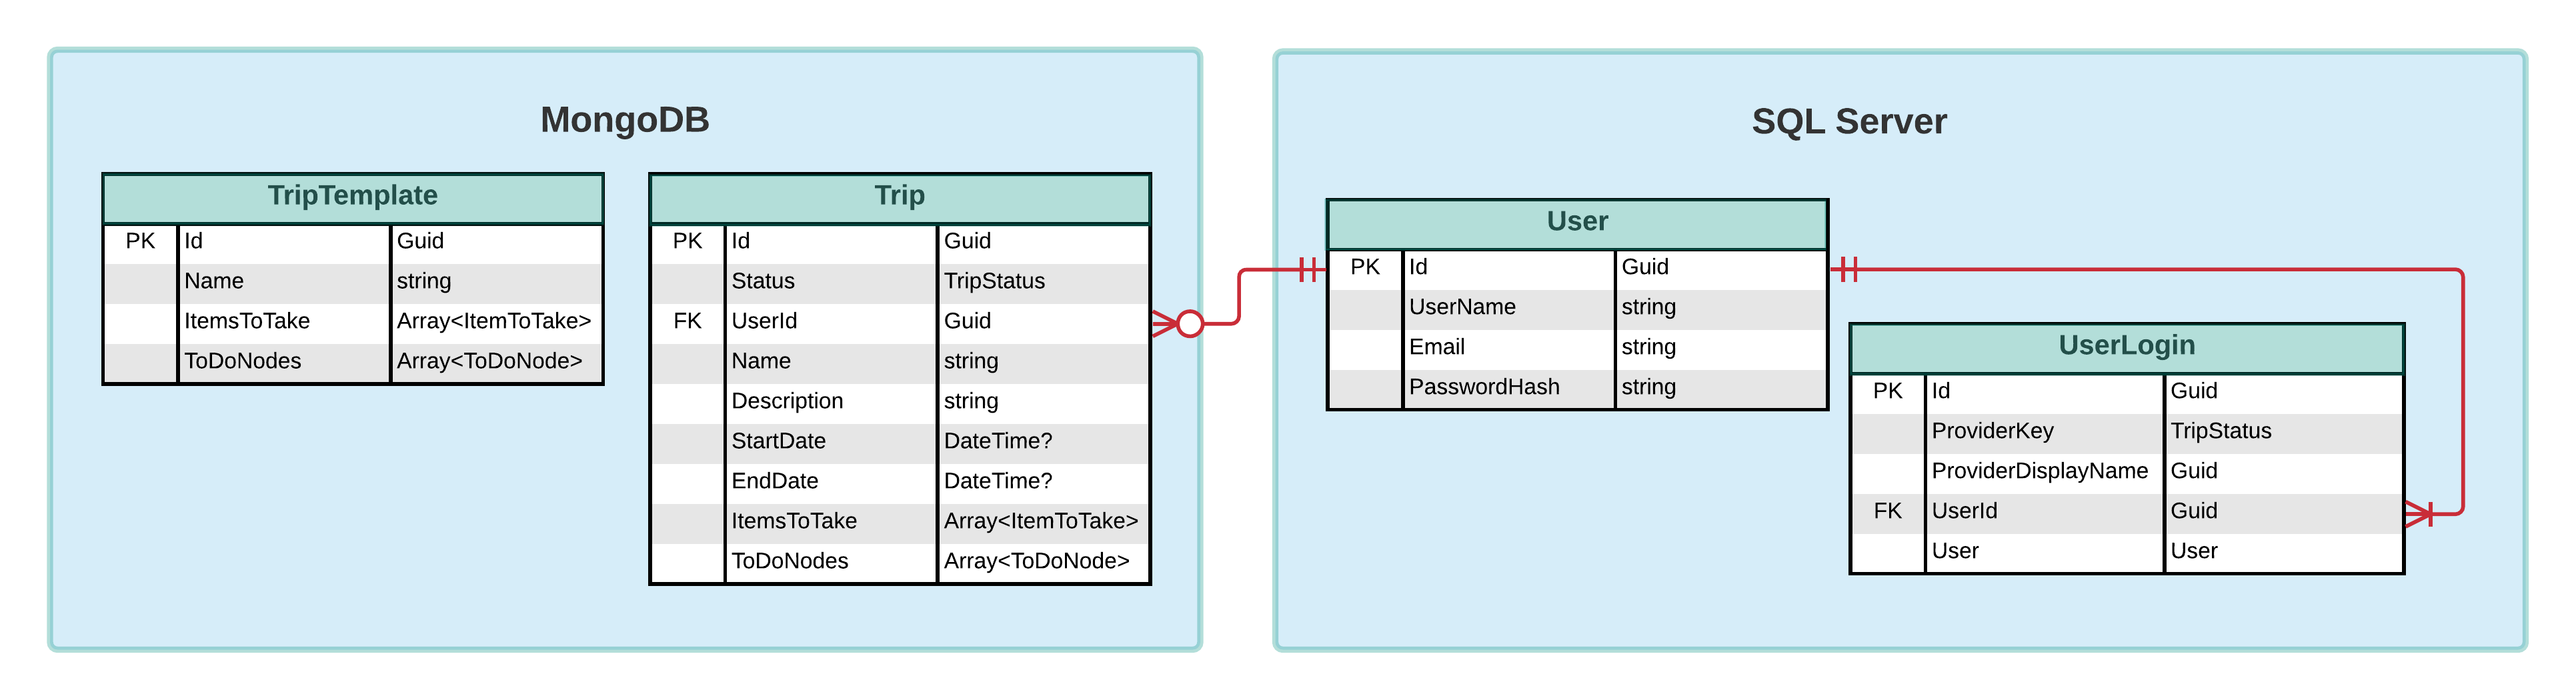 MongoDB
TripTemplate
PK Id Guid
Name string
ItemsToTake Array<ItemToTake>
ToDoNodes Array<ToDoNode>
Trip
PK Id Guid
Status TripStatus
FK UserId Guid
Name string
Description string
StartDate DateTime?
EndDate DateTime?
ItemsToTake Array<ItemToTake>
ToDoNodes Array<ToDoNode>
SQL Server
User
PK Id Guid
UserName string
Email string
PasswordHash string
UserLogin
PK Id Guid
ProviderKey TripStatus
ProviderDisplayName Guid
FK UserId Guid
User User